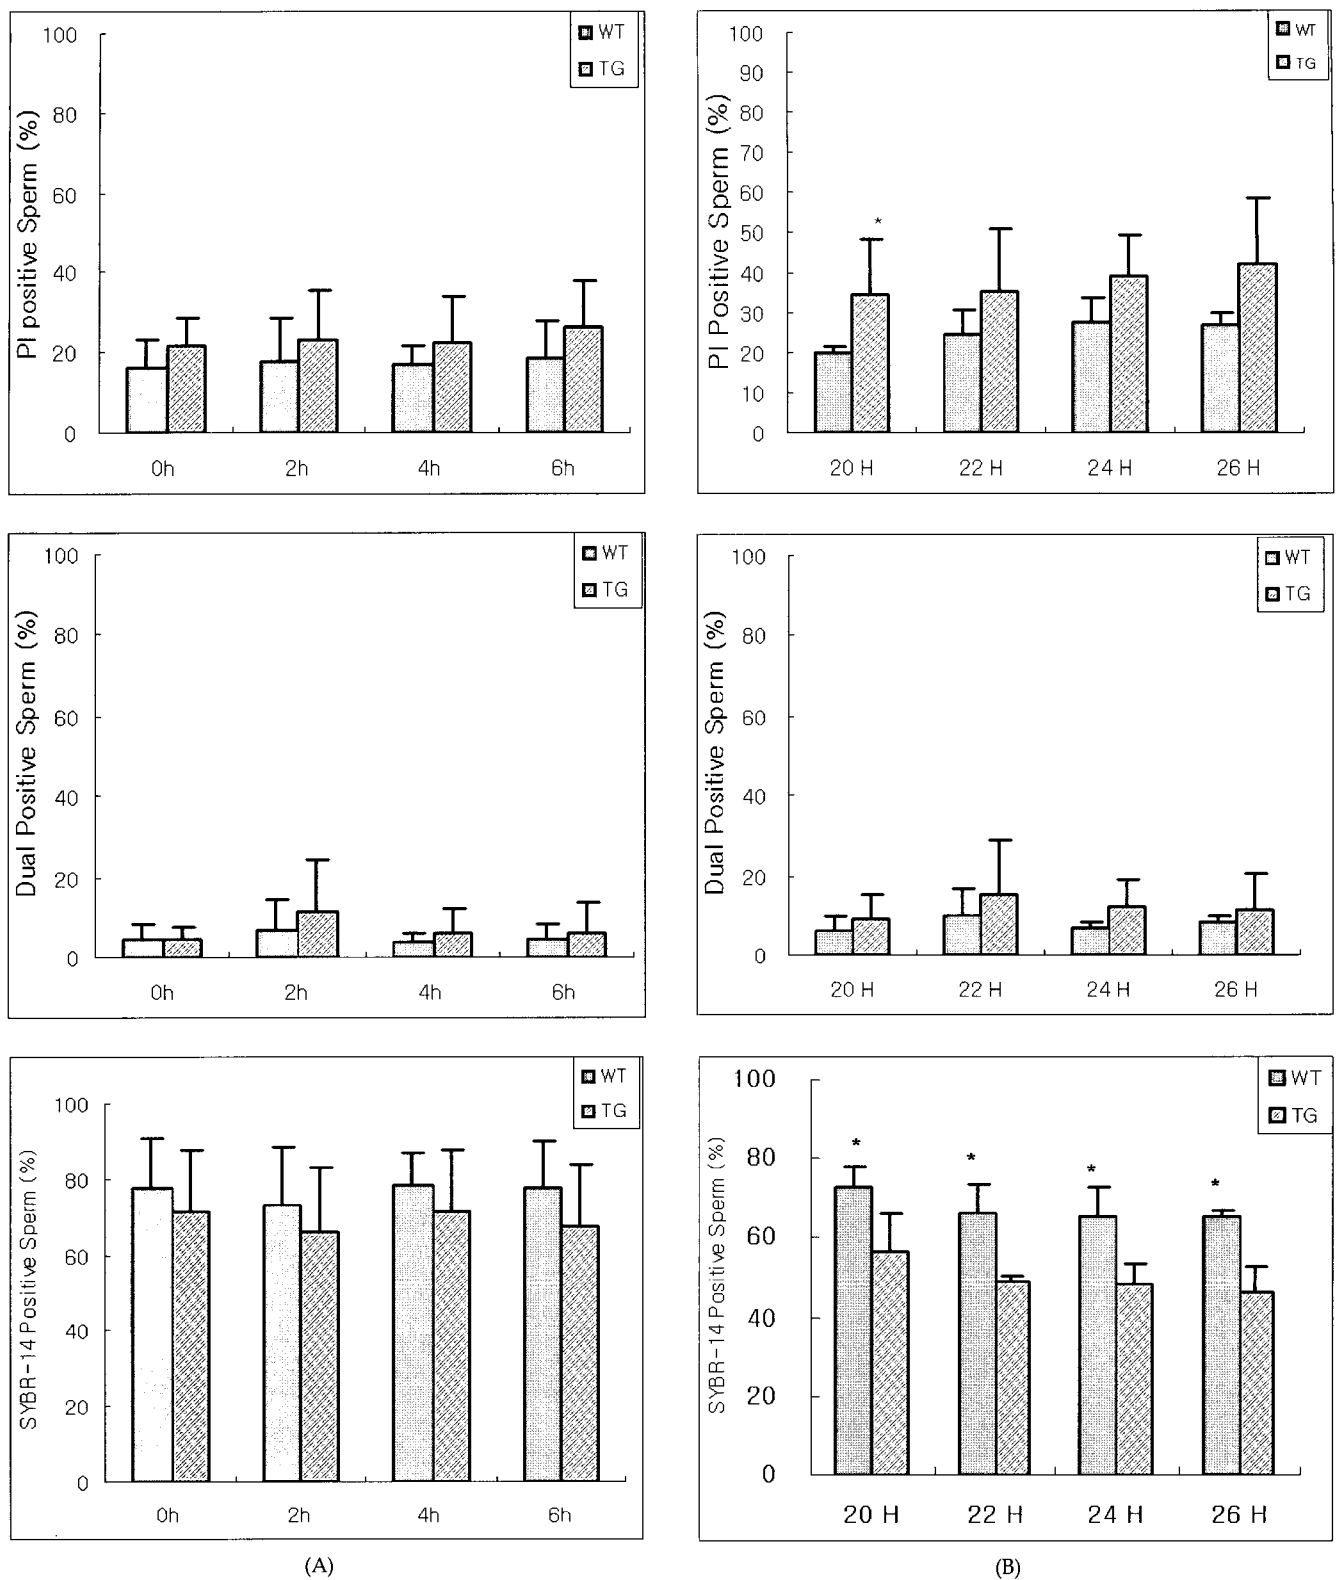 PI positive Sperm (%)
100
80
60
40
20
0
0h 2h 4h 6h
WT
TG
PI Positive Sperm (%)
100
90
80
70
60
50
40
30
20
10
0
20 H 22 H 24 H 26 H
WT
TG
*
Dual Positive Sperm (%)
100
80
60
40
20
0
0h 2h 4h 6h
WT
TG
Dual Positive Sperm (%)
100
80
60
40
20
0
20 H 22 H 24 H 26 H
WT
TG
SYBR-14 Positive Sperm (%)
100
80
60
40
20
0
0h 2h 4h 6h
WT
TG
(A)
SYBR-14 Positive Sperm (%)
100
80
60
40
20
0
20 H 22 H 24 H 26 H
WT
TG
* * * *
(B)